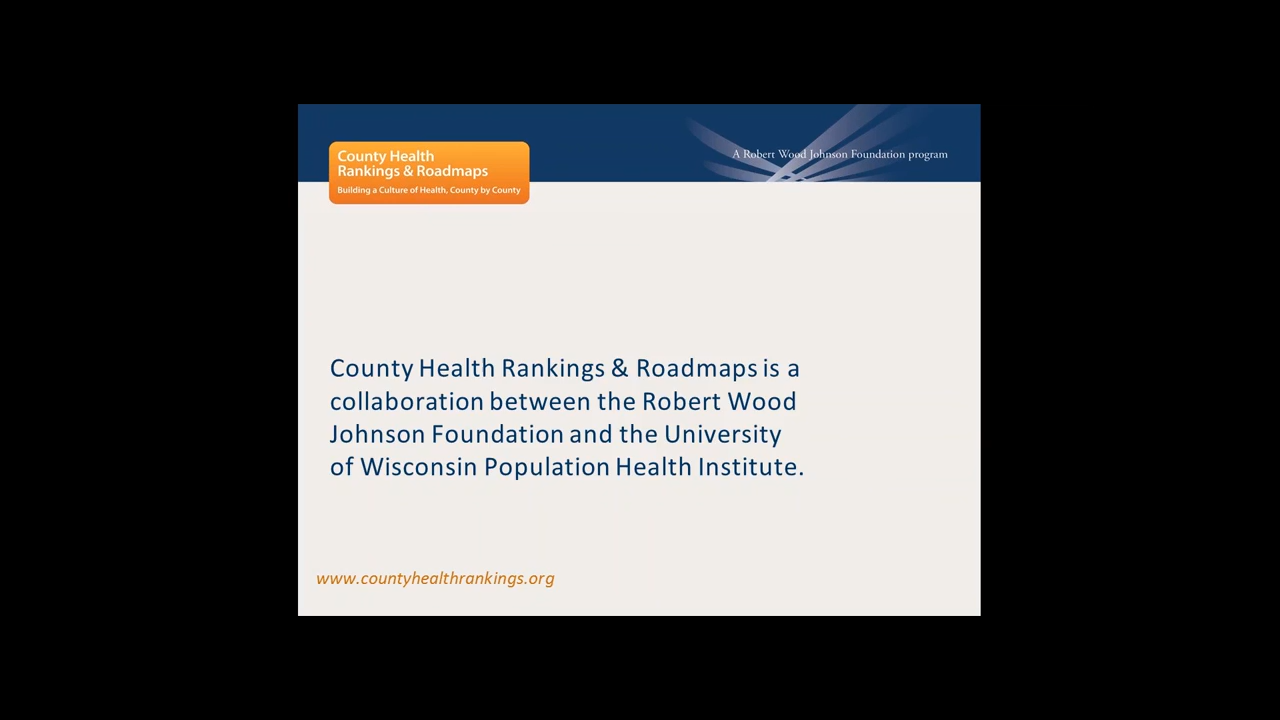 County Health
Rankings & Roadmaps
Building a Culture of Health, County by County
A Robert Wood Johnson Foundation program
County Health Rankings & Roadmaps is a
collaboration between the Robert Wood
Johnson Foundation and the University
of Wisconsin Population Health Institute.
www.countyhealthrankings.org